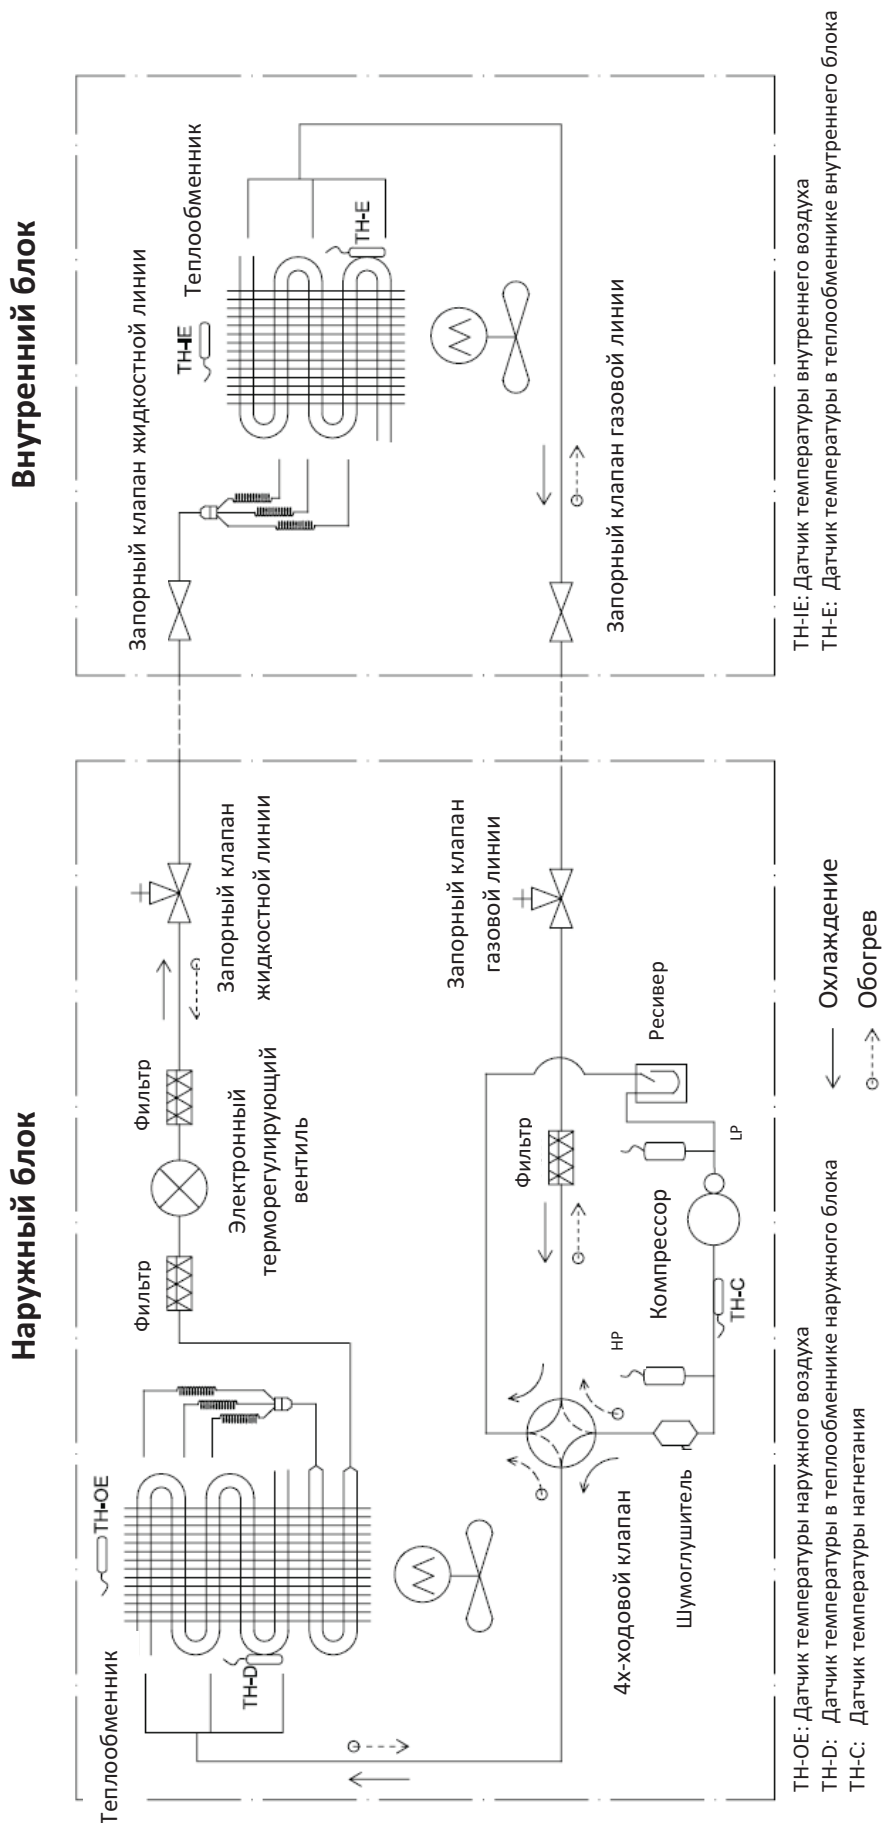 Наружный блок
Внутренний блок
Теплообменник
TH-OE
TH-D
Фильтр
Электронный
терморегулирующий
вентиль
Фильтр
Запорный клапан
жидкостной линии
Запорный клапан жидкостной линии
TH-IE
Теплообменник
TH-E
4х-ходовой клапан
Шумоглушитель
HP
Компрессор
TH-C
LP
Фильтр
Ресивер
Запорный клапан
газовой линии
Запорный клапан газовой линии
TH-OE: Датчик температуры наружного воздуха
TH-D: Датчик температуры в теплообменнике наружного блока
TH-C: Датчик температуры нагнетания
Охлаждение
Обогрев
TH-IE: Датчик температуры внутреннего воздуха
TH-E: Датчик температуры в теплообменнике внутреннего блока